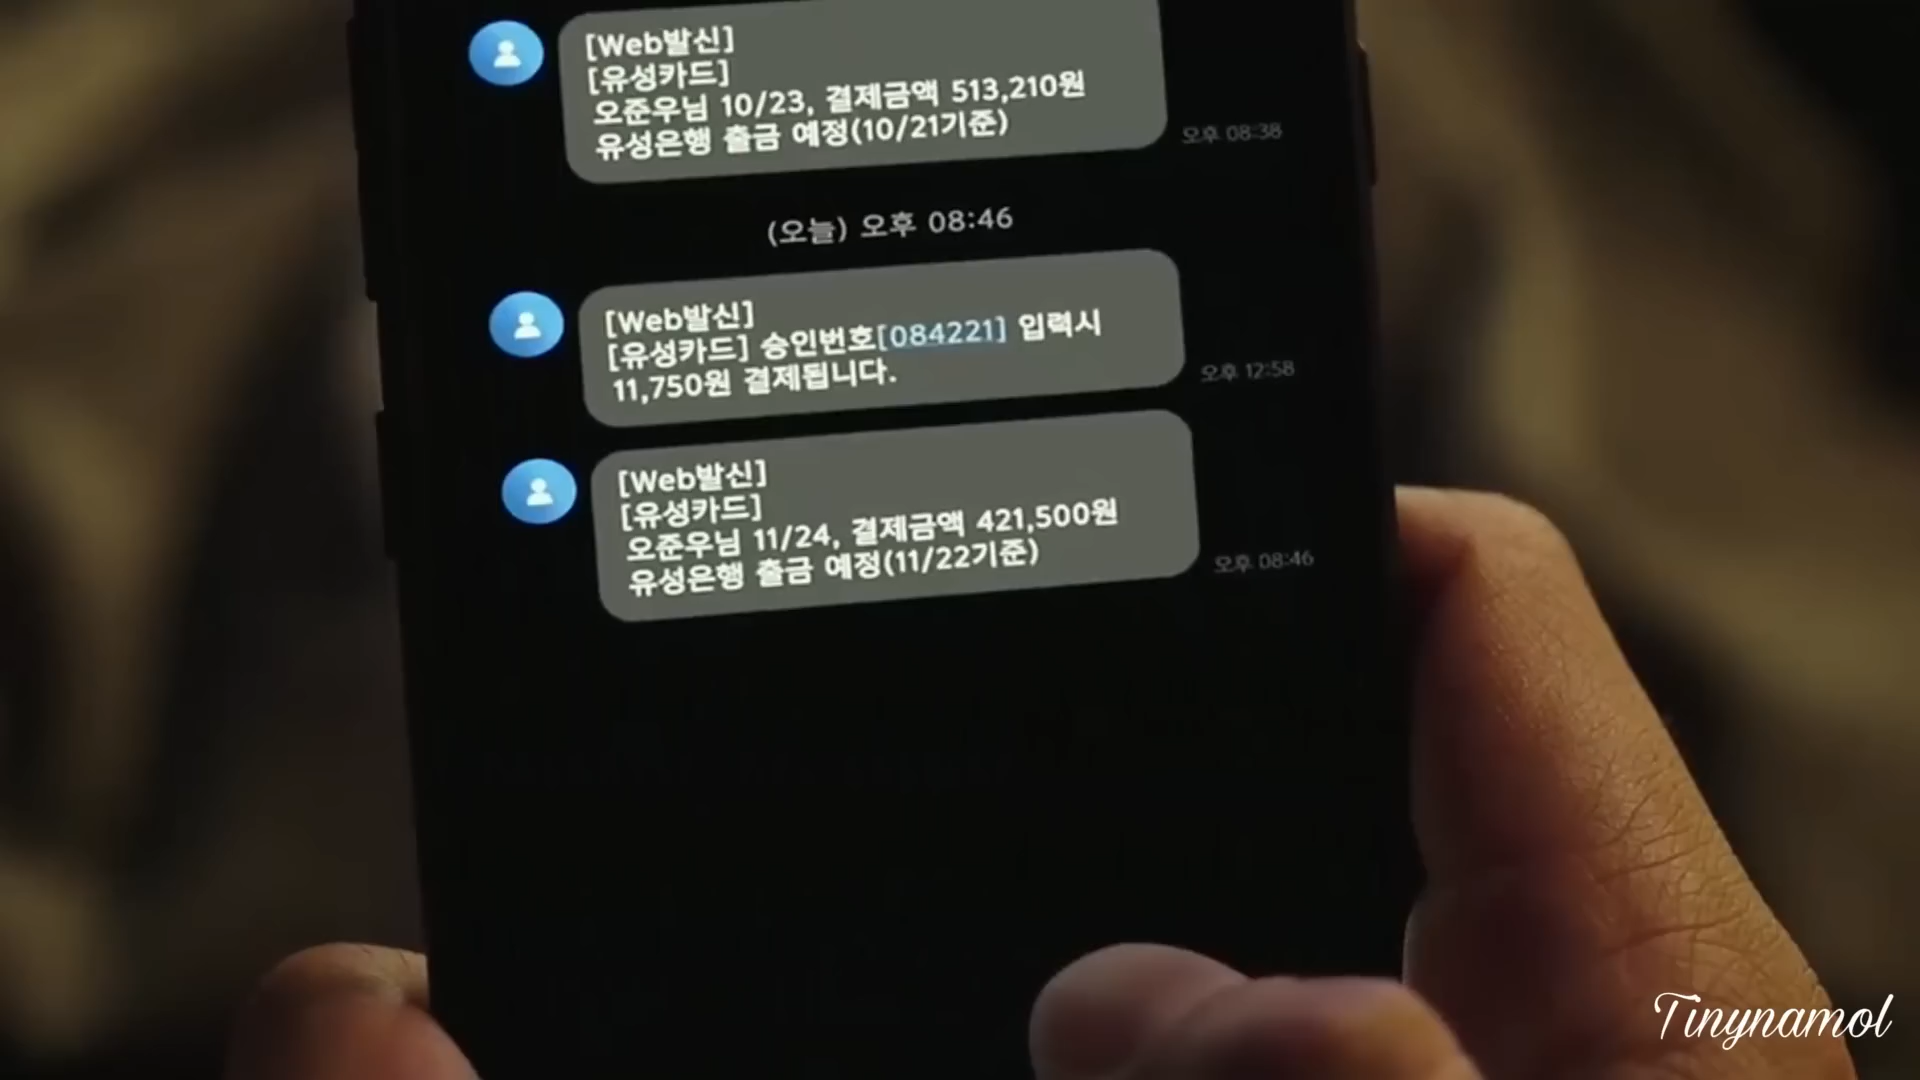 [Web발신]
[유성카드]
오준우님 10/23, 결제금액 513,210원
유성은행 출금 예정(10/21기준)
오후 08:38
(오늘) 오후 08:46
[Web발신]
[유성카드] 승인번호[084221] 입력시
11,750원 결제됩니다.
오후 12:58
[Web발신]
[유성카드]
오준우님 11/24, 결제금액 421,500원
유성은행 출금 예정(11/22기준)
오후 08:46
Tinynamol